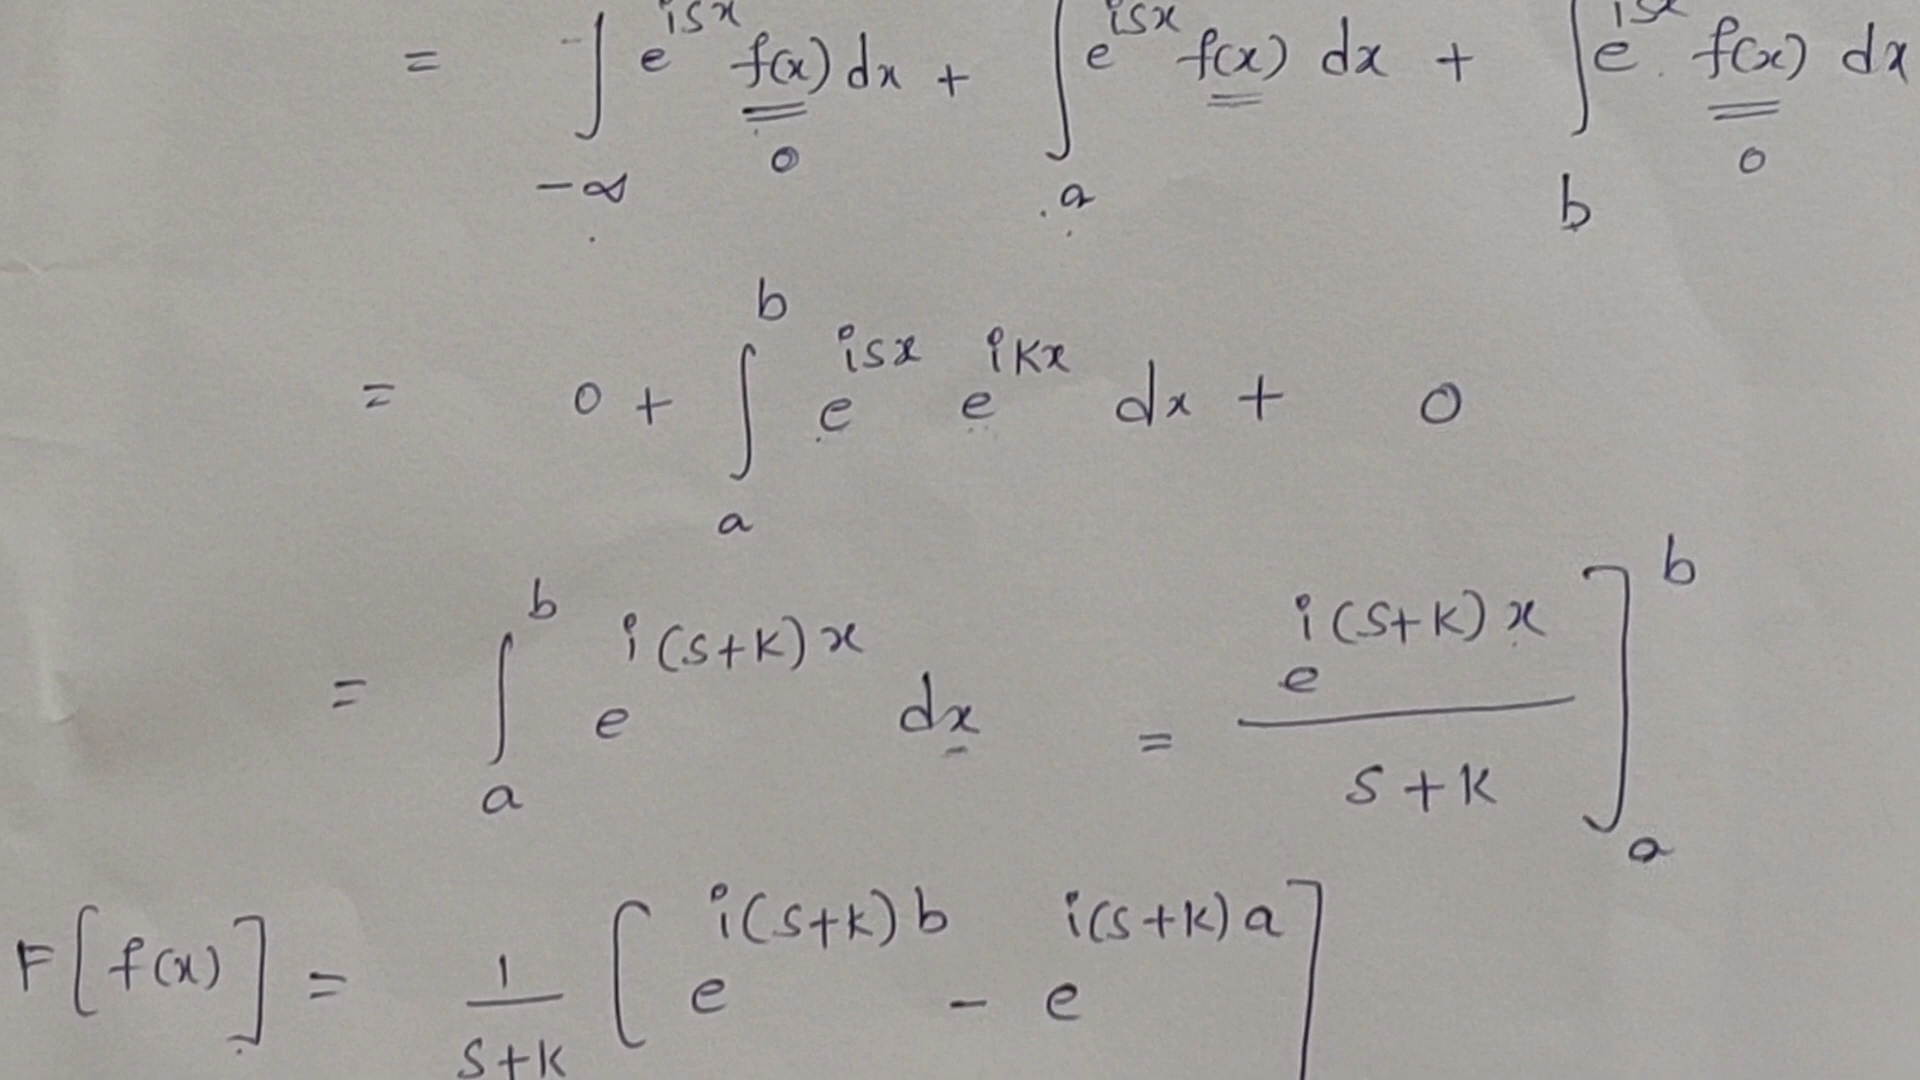 = ∫_{-∞} e^{isx} f(x) dx + ∫_{a} e^{isx} f(x) dx + ∫_{b} e^{isx} f(x) dx
0 0
= 0 + ∫_{a}^{b} e^{isx} e^{ikx} dx + 0
= ∫_{a}^{b} e^{i(s+k)x} dx = e^{i(s+k)x} / s+k ]_{a}^{b}
F[f(x)] = 1/s+k [ e^{i(s+k)b} - e^{i(s+k)a} ]